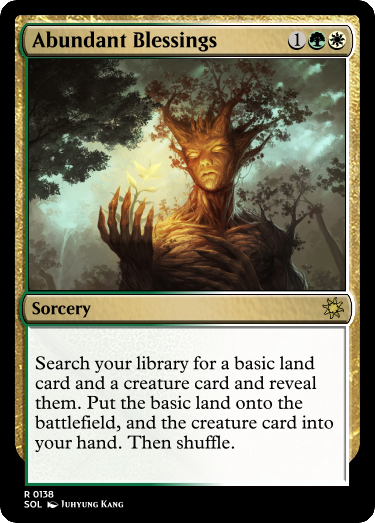 Abundant Blessings 1
Sorcery
Search your library for a basic land
card and a creature card and reveal
them. Put the basic land onto the
battlefield, and the creature card into
your hand. Then shuffle.
R 0138
SOL Juhyung Kang